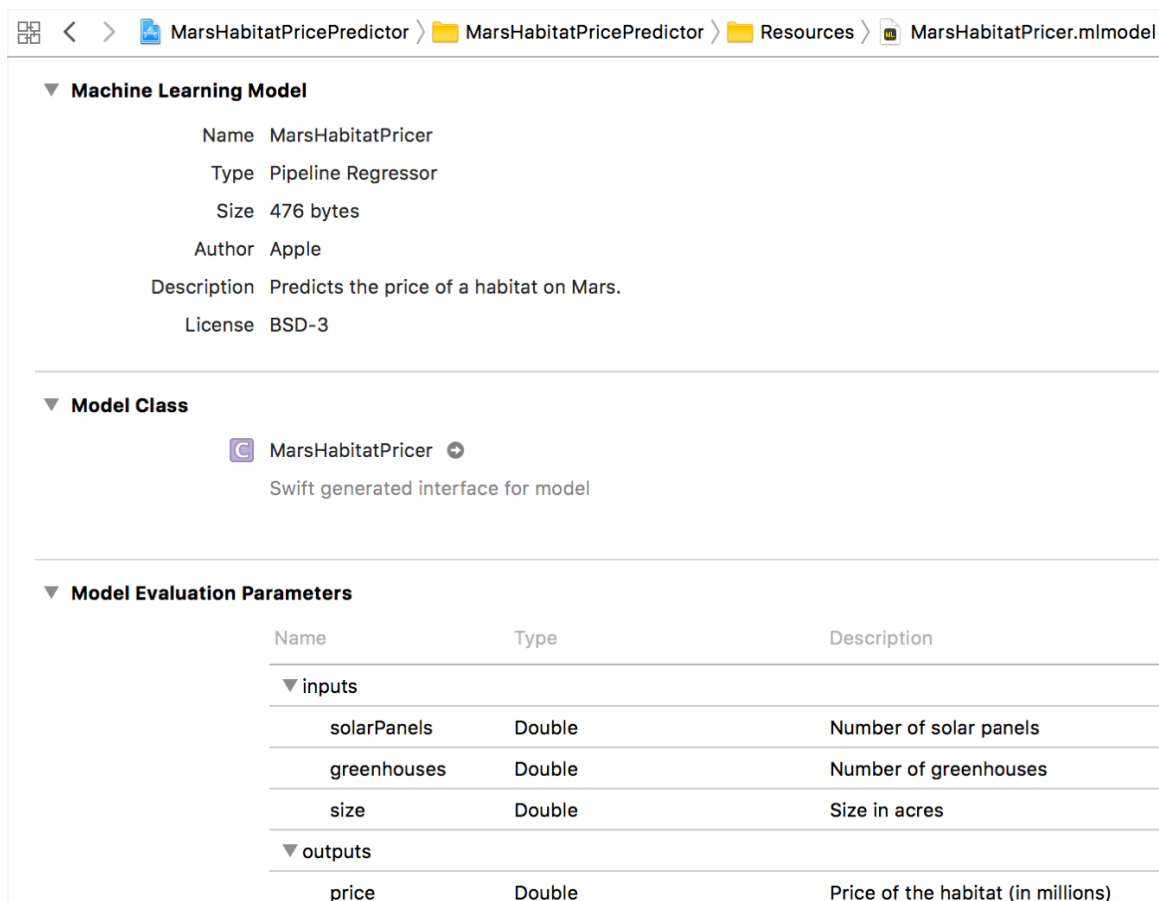 MarsHabitatPricePredictor MarsHabitatPricePredictor Resources MarsHabitatPricer.mlmodel
Machine Learning Model
Name MarsHabitatPricer
Type Pipeline Regressor
Size 476 bytes
Author Apple
Description Predicts the price of a habitat on Mars.
License BSD-3
Model Class
C MarsHabitatPricer
Swift generated interface for model
Model Evaluation Parameters
Name Type Description
inputs
solarPanels Double Number of solar panels
greenhouses Double Number of greenhouses
size Double Size in acres
outputs
price Double Price of the habitat (in millions)